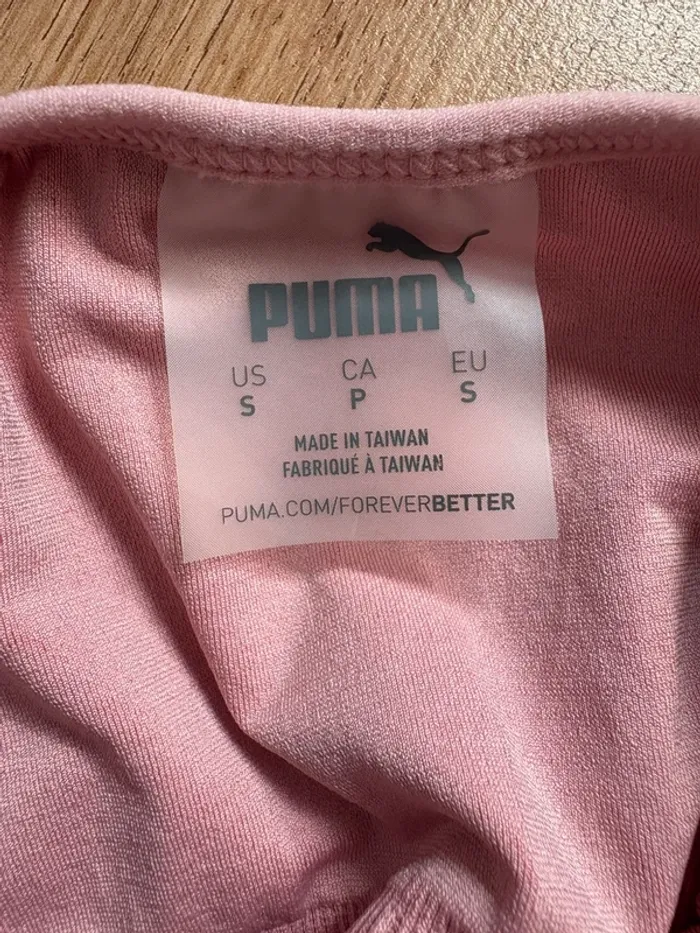 PUMA
US CA EU
S P S
MADE IN TAIWAN
FABRIQUÉ À TAIWAN
PUMA.COM/FOREVERBETTER